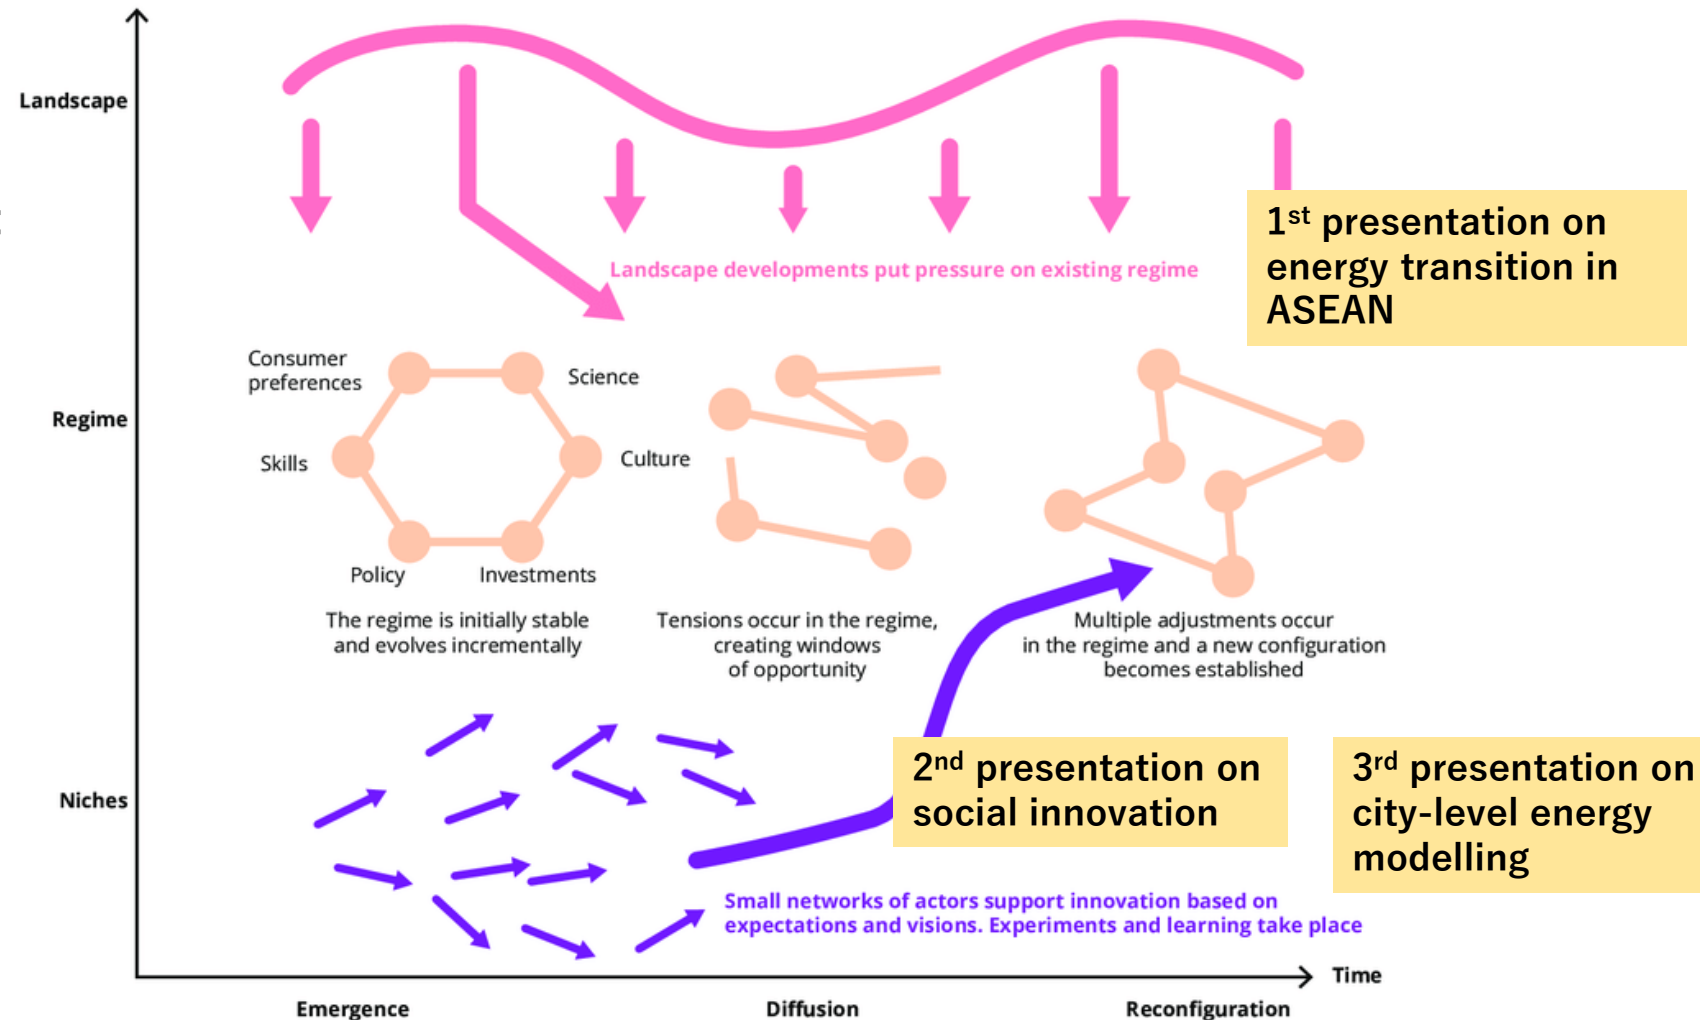 Landscape
1st presentation on
energy transition in
ASEAN
Landscape developments put pressure on existing regime
Regime
Consumer
preferences
Science
Skills
Culture
Policy
Investments
The regime is initially stable
and evolves incrementally
Tensions occur in the regime,
creating windows
of opportunity
Multiple adjustments occur
in the regime and a new configuration
becomes established
Niches
2nd presentation on
social innovation
3rd presentation on
city-level energy
modelling
Small networks of actors support innovation based on
expectations and visions. Experiments and learning take place
Time
Emergence
Diffusion
Reconfiguration